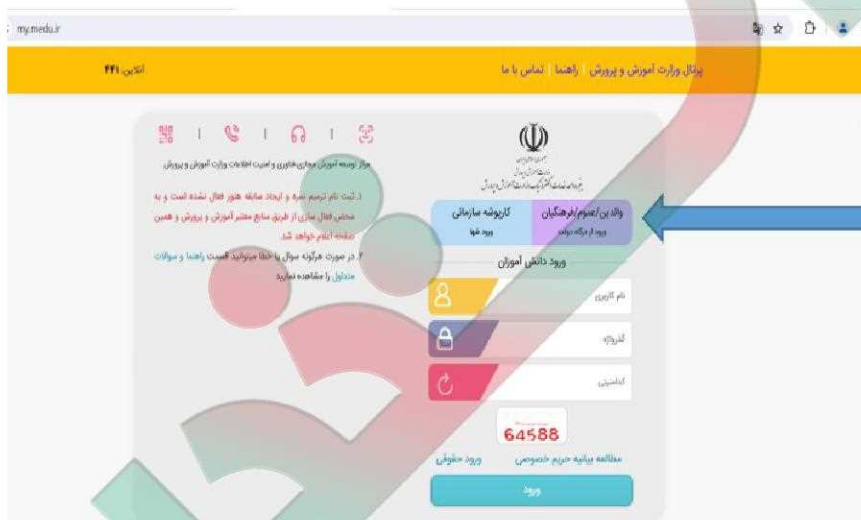 my.medu.ir
پرتال وزارت آموزش و پرورش | راهنما | تماس با ما
آنلاین: ۴۴۱
مرکز توسعه آموزش مجازی،فناوری و امنیت اطلاعات وزارت آموزش و پرورش
۱. ثبت نام ترمیم نمره و ایجاد سابقه هنوز فعال نشده است و به
محض فعال سازی از طریق منابع معتبر آموزش و پرورش و همین
صفحه اعلام خواهد شد.
۲. در صورت هرگونه سوال یا خطا میتوانید قسمت راهنما و سوالات
متداول را مشاهده نمایید
والدین/عموم/فرهنگیان
ورود از درگاه دولت
کارپوشه سازمانی
ورود شها
ورود دانش آموزان
نام کاربری
گذرواژه
کدامنیتی
64588
مطالعه بیانیه حریم خصوصی
ورود حقوقی
ورود